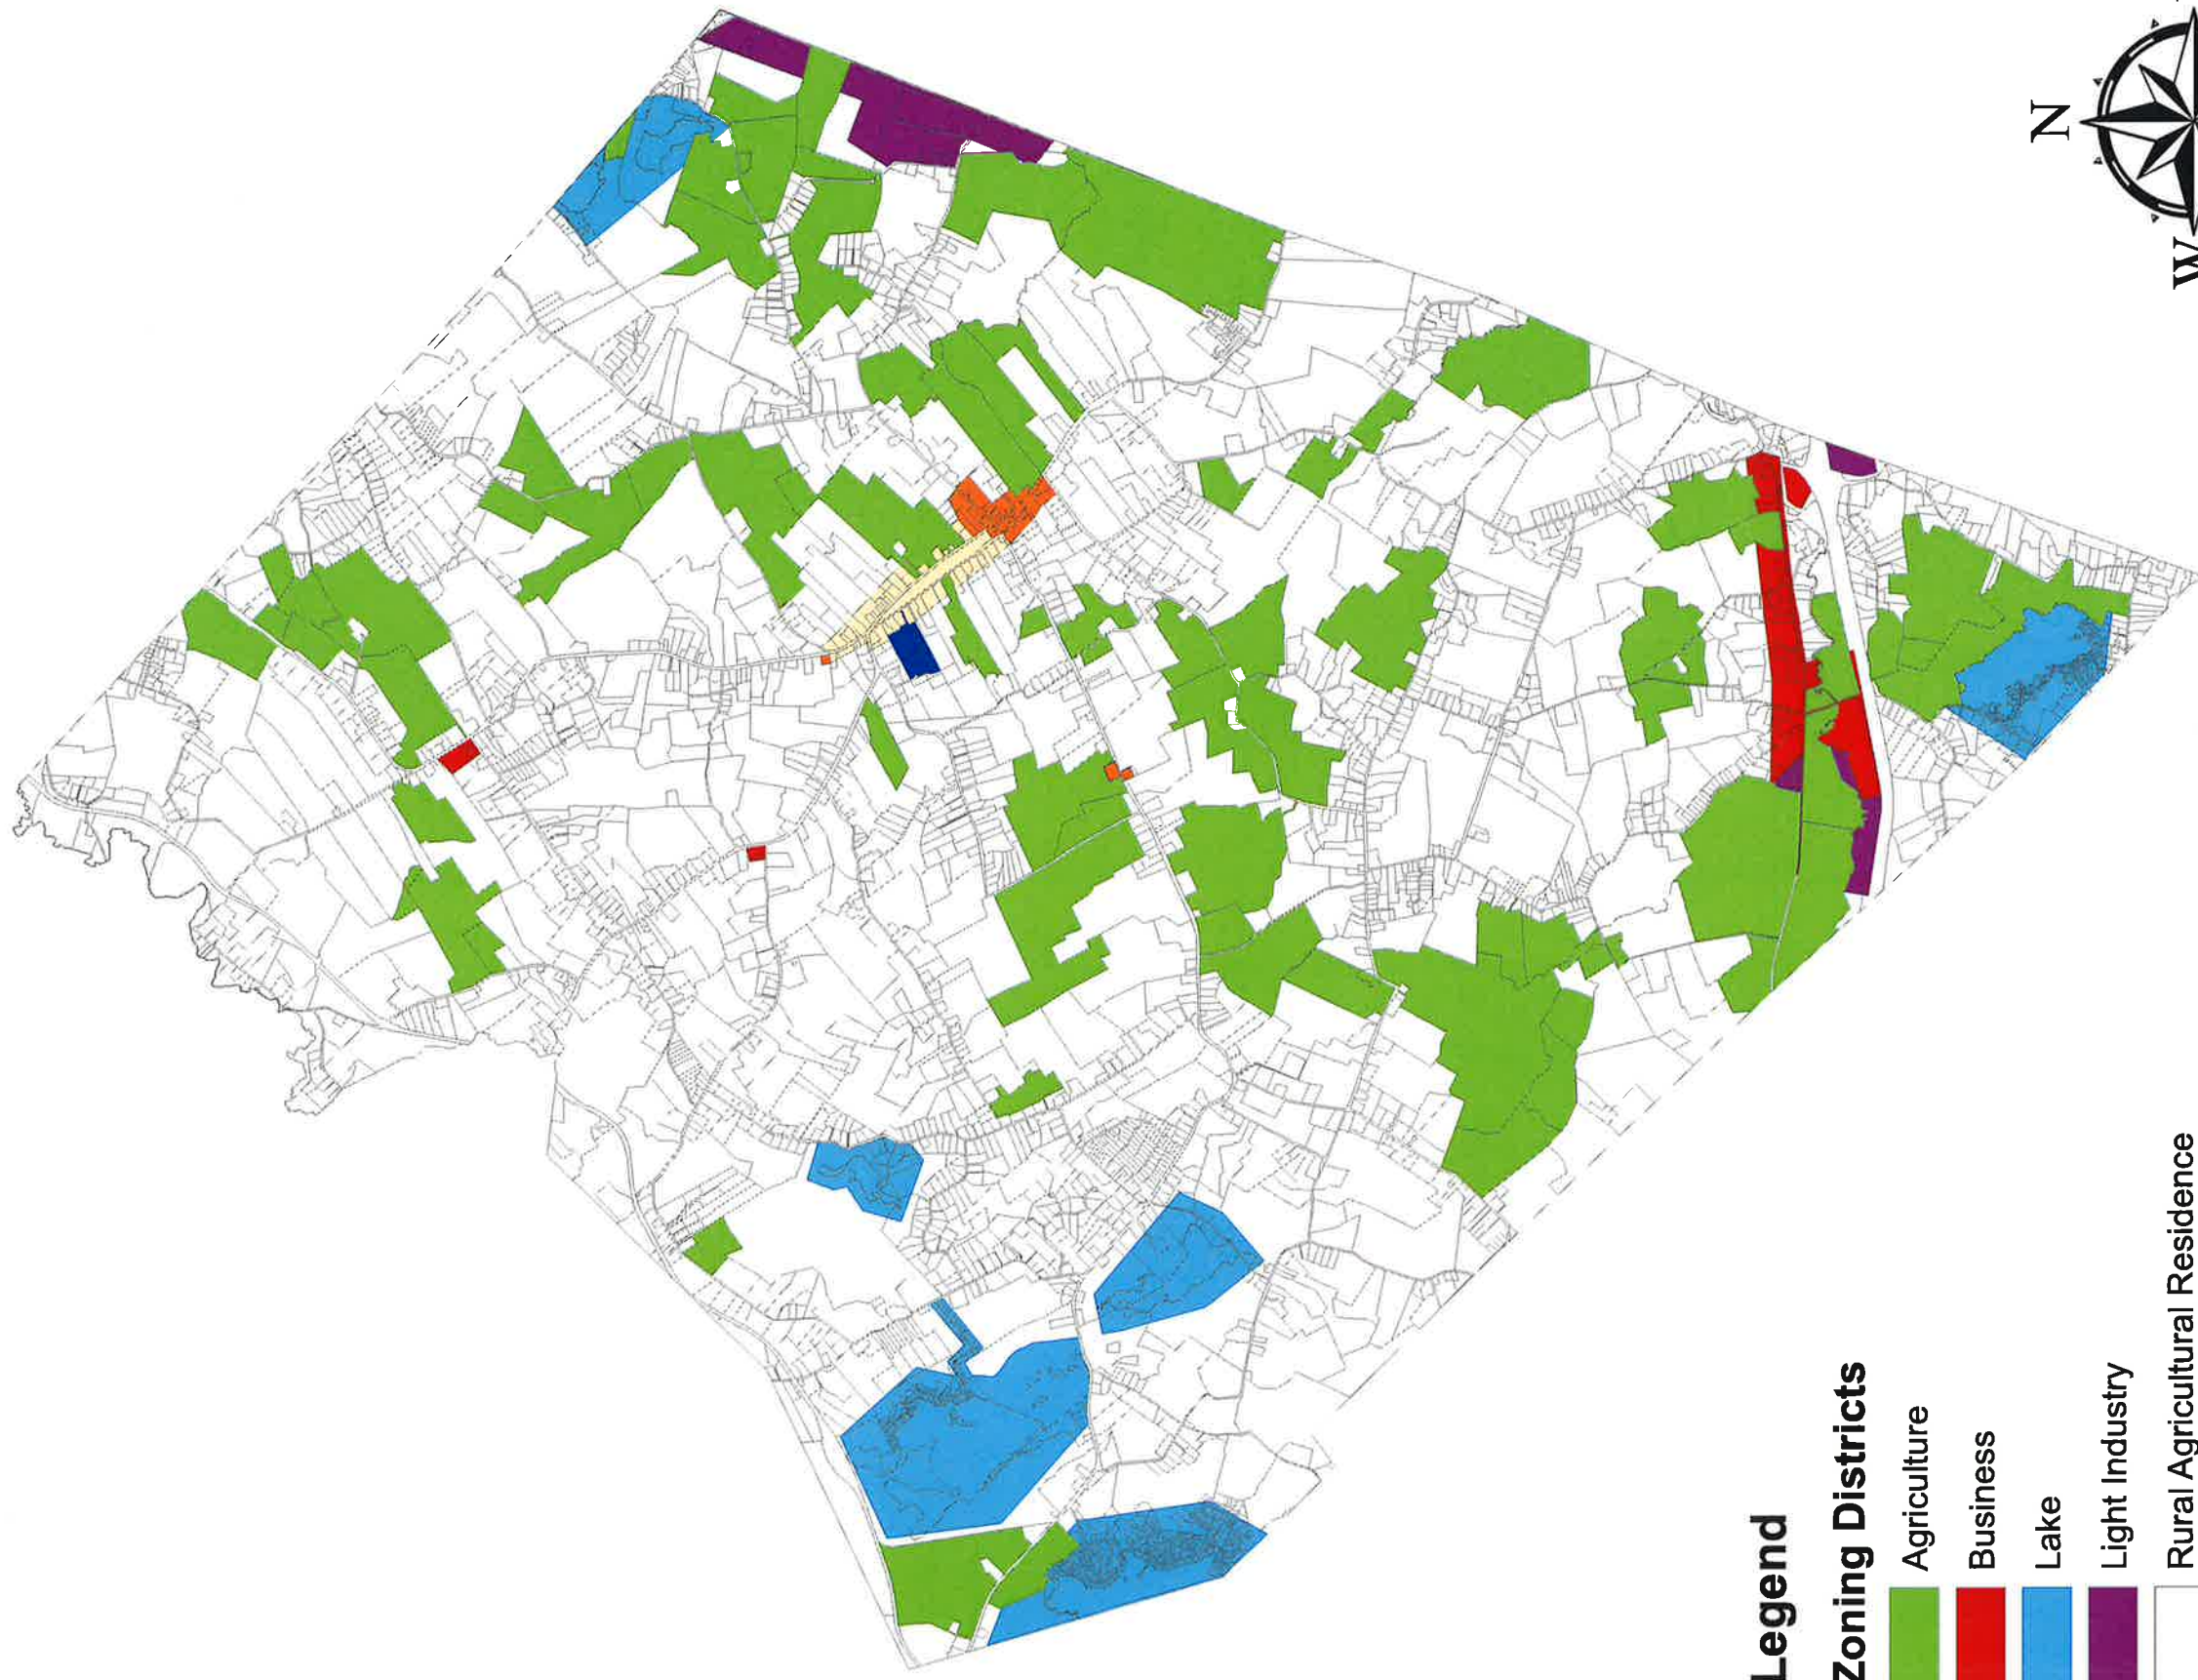 N
W
Legend
Zoning Districts
Agriculture
Business
Lake
Light Industry
Rural Agricultural Residence